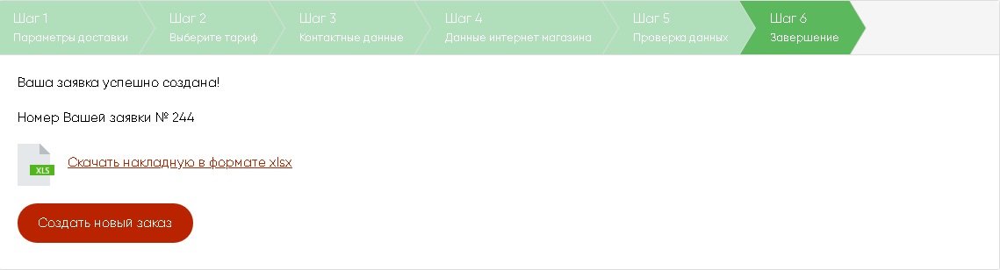 Шаг 1
Параметры доставки
Шаг 2
Выберите тариф
Шаг 3
Контактные данные
Шаг 4
Данные интернет магазина
Шаг 5
Проверка данных
Шаг 6
Завершение
Ваша заявка успешно создана!
Номер Вашей заявки № 244
XLS
Скачать накладную в формате xlsx
Создать новый заказ